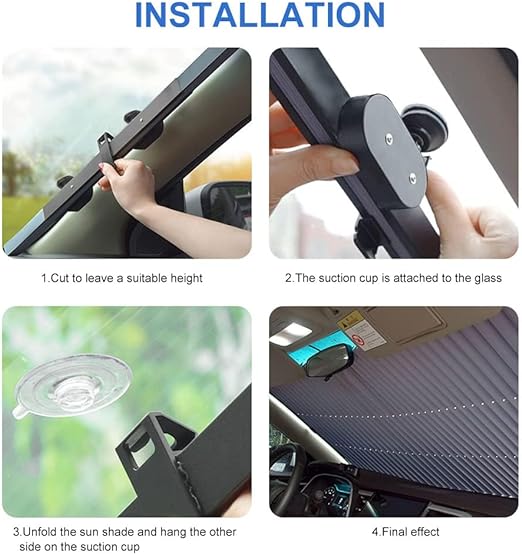 INSTALLATION
1.Cut to leave a suitable height
2.The suction cup is attached to the glass
3.Unfold the sun shade and hang the other
side on the suction cup
4.Final effect